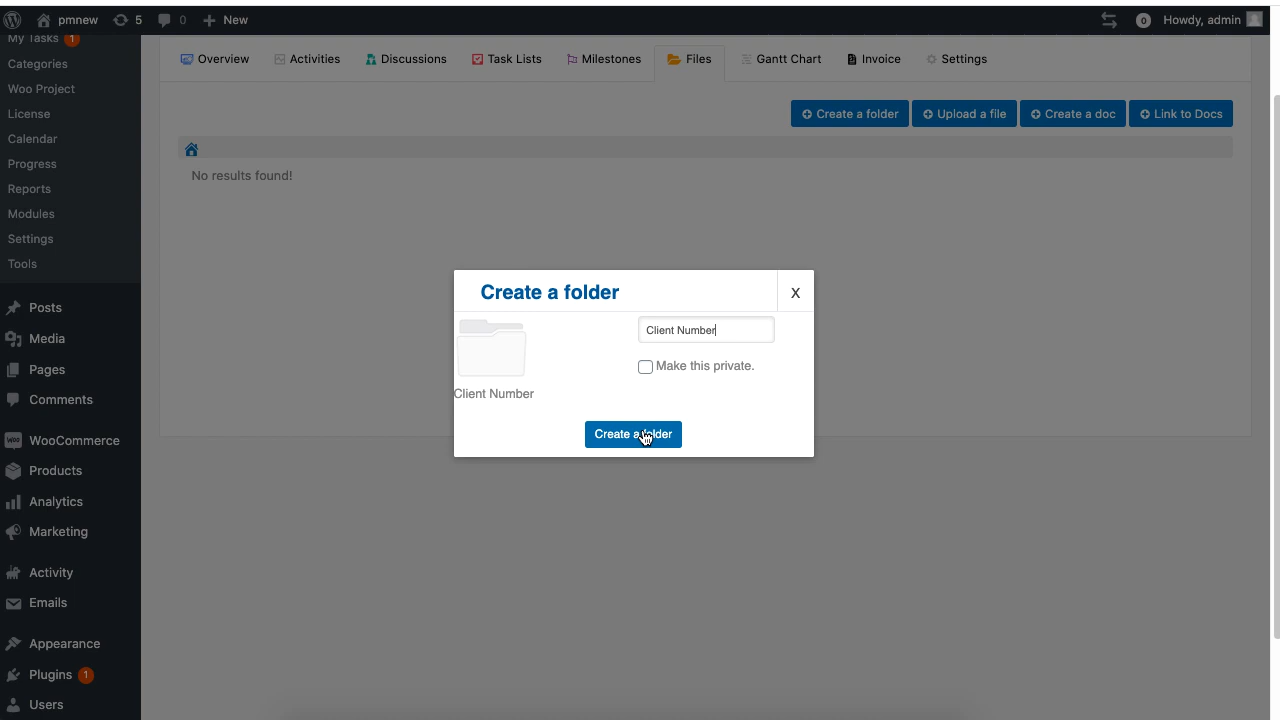 pmnew 5 0 New 0 Howdy, admin
My Tasks 1
Categories
Woo Project
License
Calendar
Progress
Reports
Modules
Settings
Tools
Posts
Media
Pages
Comments
WooCommerce
Products
Analytics
Marketing
Activity
Emails
Appearance
Plugins 1
Users
Overview Activities Discussions Task Lists Milestones Files Gantt Chart Invoice Settings
Create a folder Upload a file Create a doc Link to Docs
No results found!
Create a folder X
Client Number
Make this private.
Client Number
Create a folder